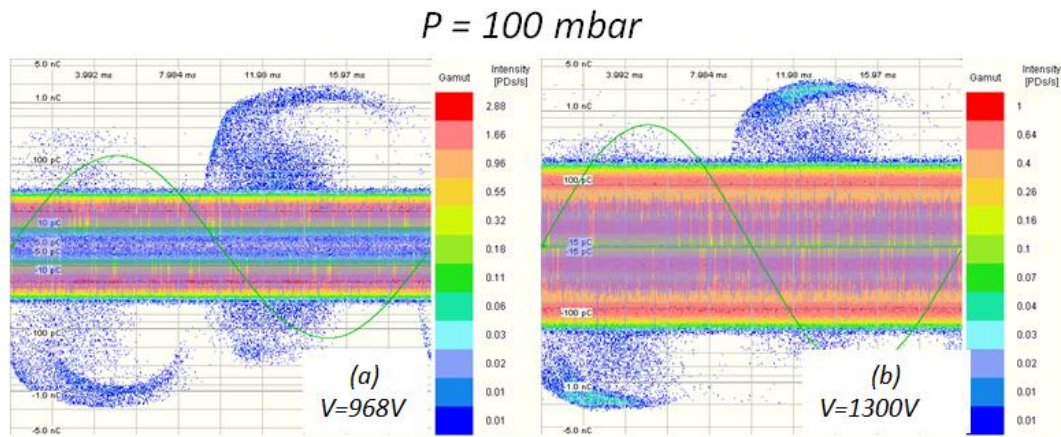 P = 100 mbar
5.0 nC
3.992 ms 7.984 ms 11.98 ms 15.97 ms
1.0 nC
100 pC
10 pC
5.0 pC
-5.0 pC
-10 pC
-100 pC
-1.0 nC
-5.0 nC
(a)
V=968V
Gamut Intensity
[PDs/s]
2.88
1.66
0.96
0.55
0.32
0.18
0.11
0.06
0.03
0.02
0.01
0.01
5.0 nC
3.992 ms 7.984 ms 11.98 ms 15.97 ms
1.0 nC
100 pC
15 pC
-15 pC
-100 pC
-1.0 nC
-5.0 nC
(b)
V=1300V
Gamut Intensity
[PDs/s]
1
0.64
0.4
0.26
0.16
0.1
0.07
0.04
0.03
0.02
0.01
0.01